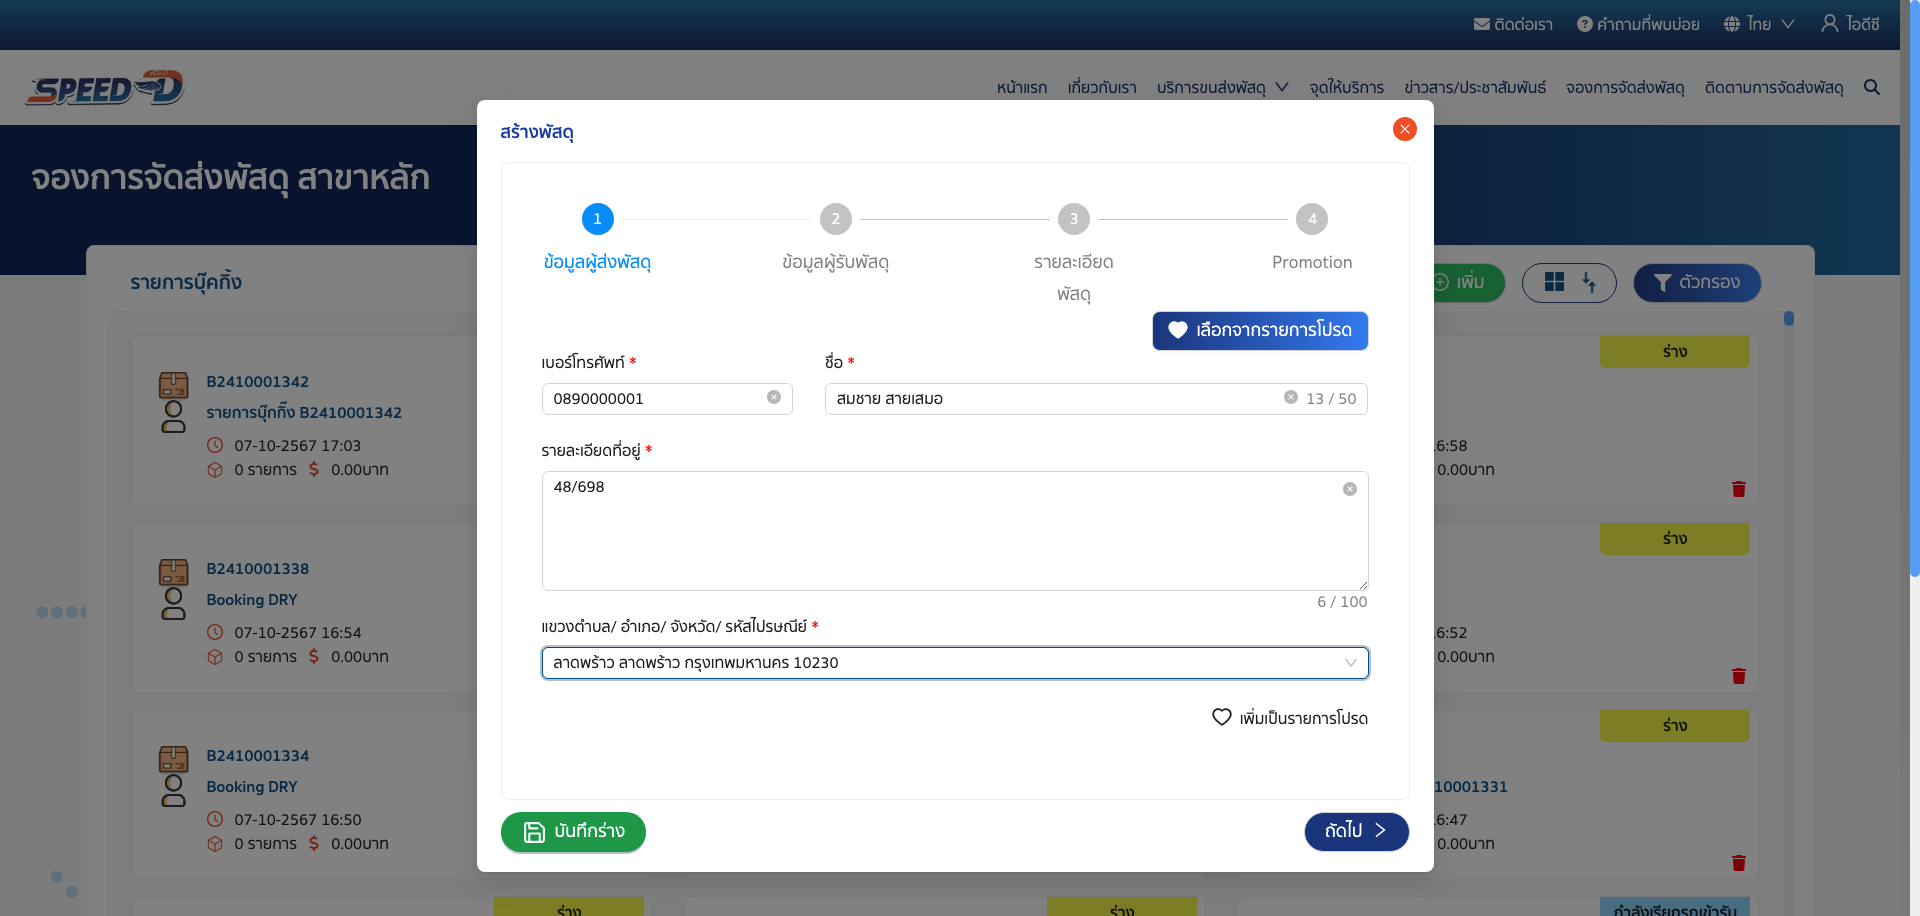 ติดต่อเรา คำถามที่พบบ่อย ไทย ไอดีซี
SPEED-D
หน้าแรก เกี่ยวกับเรา บริการขนส่งพัสดุ จุดให้บริการ ข่าวสาร/ประชาสัมพันธ์ จองการจัดส่งพัสดุ ติดตามการจัดส่งพัสดุ
จองการจัดส่งพัสดุ สาขาหลัก
รายการบุ๊คกิ้ง
เพิ่ม
ตัวกรอง
B2410001342
รายการบุ๊กกิ๊ง B2410001342
07-10-2567 17:03
0 รายการ $ 0.00บาท
B2410001338
Booking DRY
07-10-2567 16:54
0 รายการ $ 0.00บาท
B2410001334
Booking DRY
07-10-2567 16:50
0 รายการ $ 0.00บาท
ร่าง
สร้างพัสดุ
1 2 3 4
ข้อมูลผู้ส่งพัสดุ ข้อมูลผู้รับพัสดุ รายละเอียด Promotion
พัสดุ
เลือกจากรายการโปรด
เบอร์โทรศัพท์ * ชื่อ *
0890000001 สมชาย สายเสมอ 13 / 50
รายละเอียดที่อยู่ *
48/698
6 / 100
แขวงตำบล/ อำเภอ/ จังหวัด/ รหัสไปรษณีย์ *
ลาดพร้าว ลาดพร้าว กรุงเทพมหานคร 10230
เพิ่มเป็นรายการโปรด
บันทึกร่าง ถัดไป
ร่าง
ร่าง
6:58
0.00บาท
ร่าง
6:52
0.00บาท
ร่าง
10001331
6:47
0.00บาท
กำลังเรียกรถเข้ารับ